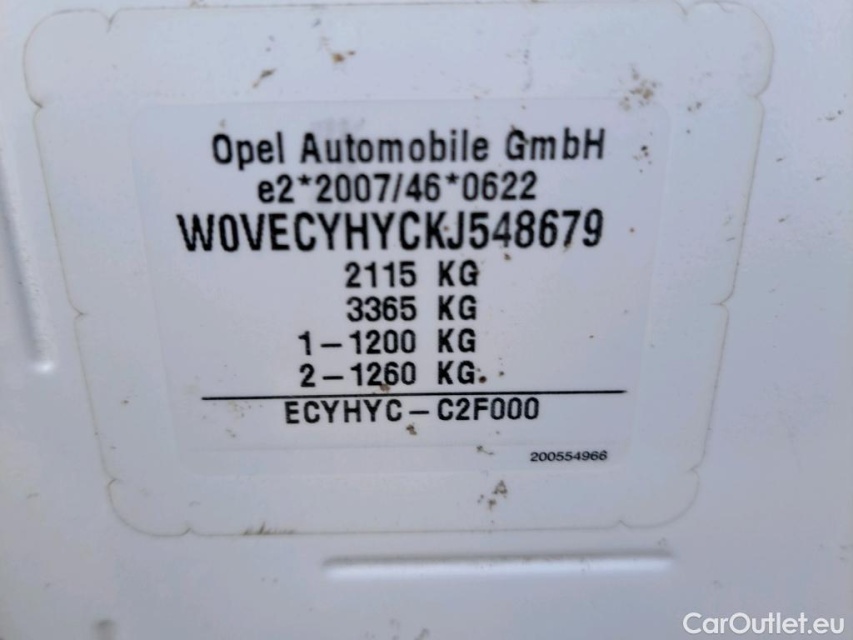 Opel Automobile GmbH
e2*2007/46*0622
W0VECYHYCKJ548679
2115 KG
3365 KG
1-1200 KG
2-1260 KG
ECYHYC-C2F000
200554966
CarOutlet.eu